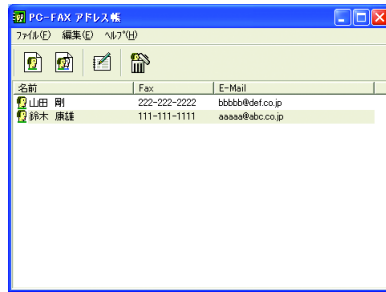 PC-FAX アドレス帳
ファイル(F) 編集(E) ヘルプ(H)
名前 Fax E-Mail
山田 剛 222-222-2222 bbbbb@def.co.jp
鈴木 康雄 111-111-1111 aaaaa@abc.co.jp